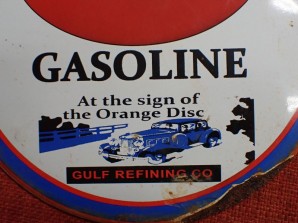 GASOLINE
At the sign of
the Orange Disc
GULF REFINING CO